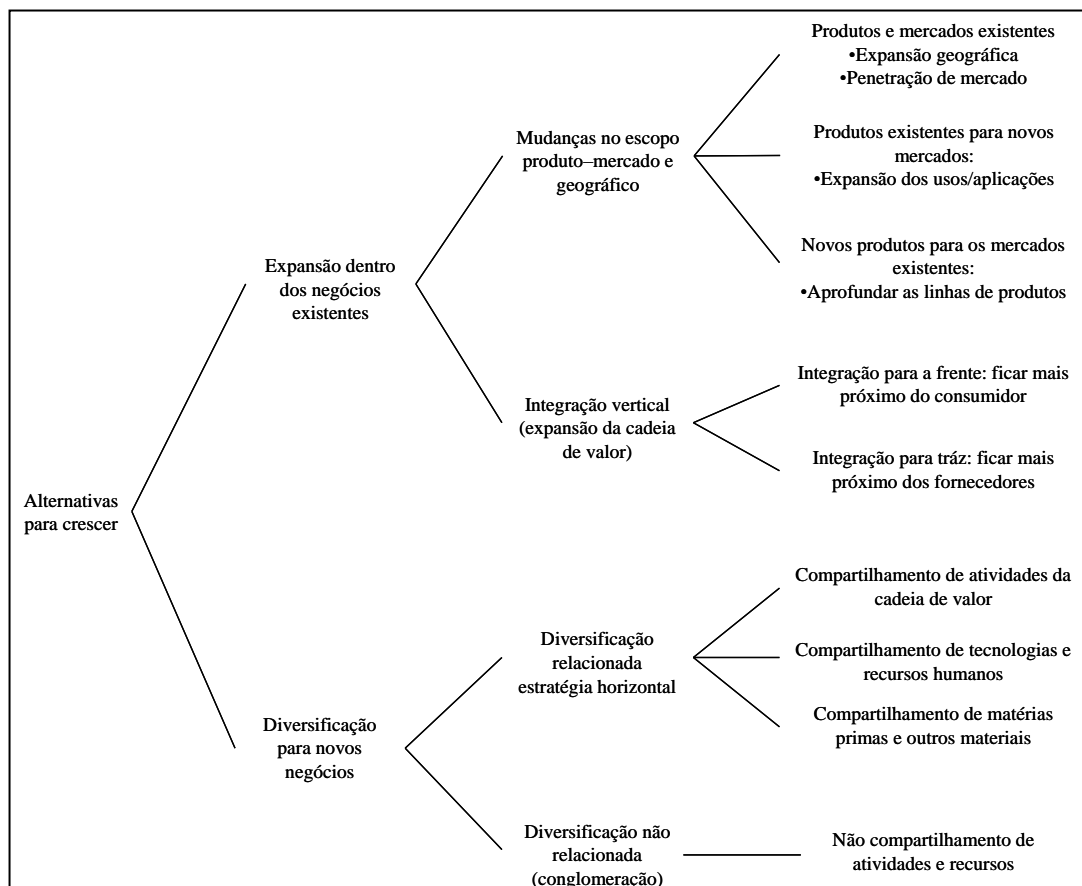 Alternativas
para crescer
Expansão dentro
dos negócios
existentes
Mudanças no escopo
produto–mercado e
geográfico
Produtos e mercados existentes
•Expansão geográfica
•Penetração de mercado
Produtos existentes para novos
mercados:
•Expansão dos usos/aplicações
Novos produtos para os mercados
existentes:
•Aprofundar as linhas de produtos
Integração vertical
(expansão da cadeia
de valor)
Integração para a frente: ficar mais
próximo do consumidor
Integração para tráz: ficar mais
próximo dos fornecedores
Diversificação
para novos
negócios
Diversificação
relacionada
estratégia horizontal
Compartilhamento de atividades da
cadeia de valor
Compartilhamento de tecnologias e
recursos humanos
Compartilhamento de matérias
primas e outros materiais
Diversificação não
relacionada
(conglomeração)
Não compartilhamento de
atividades e recursos